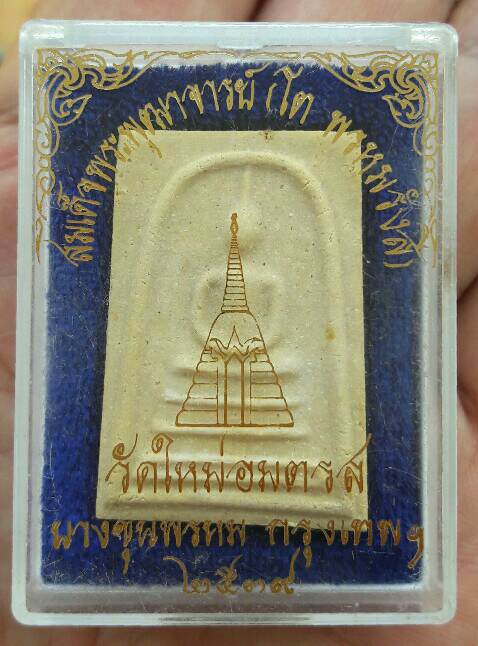 สมเด็จพระพุฒาจารย์ (โต พรหมรังสี)
วัดใหม่อมตรส
บางขุนพรหม กรุงเทพฯ
๒๕๓๙